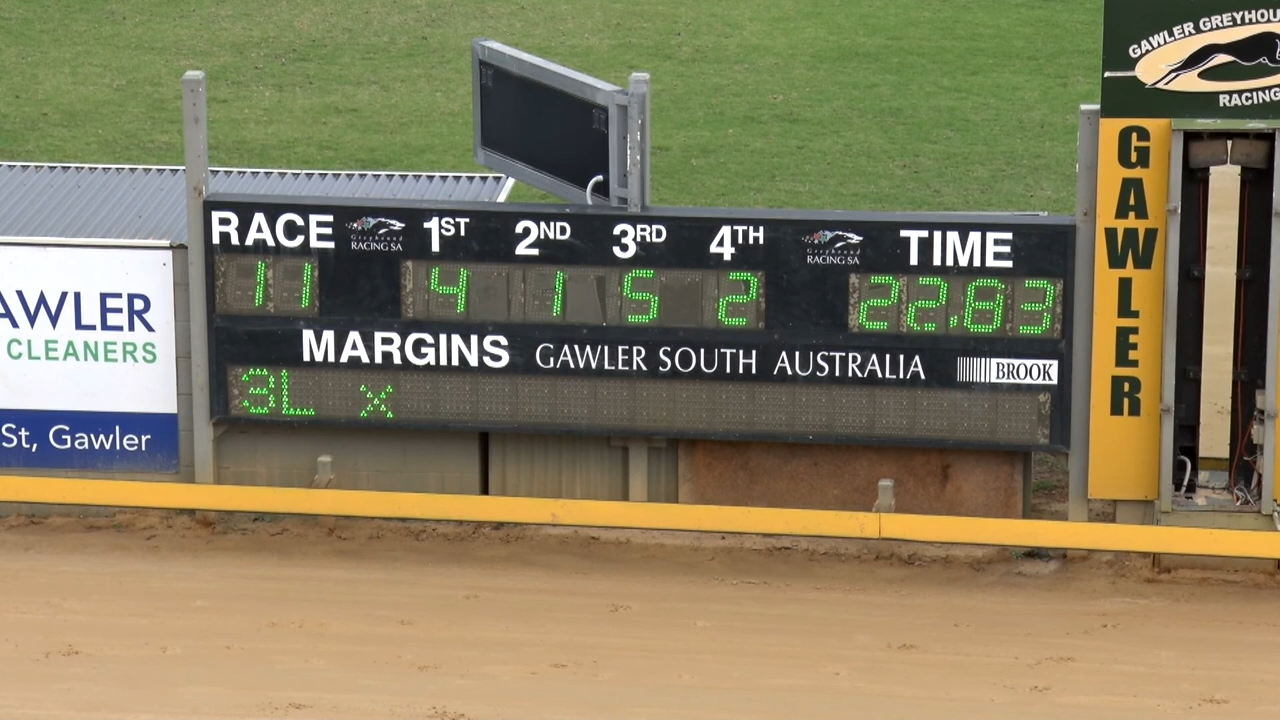 GAWLER GREYHOU
RACING
GAWLER
RACE
Greyhound
RACING SA
1ST 2ND 3RD 4TH
Greyhound
RACING SA
TIME
11 4 1 5 2 22.83
MARGINS GAWLER SOUTH AUSTRALIA BROOK
3L X
AWLER
CLEANERS
St, Gawler